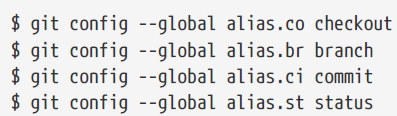 $ git config --global alias.co checkout
$ git config --global alias.br branch
$ git config --global alias.ci commit
$ git config --global alias.st status